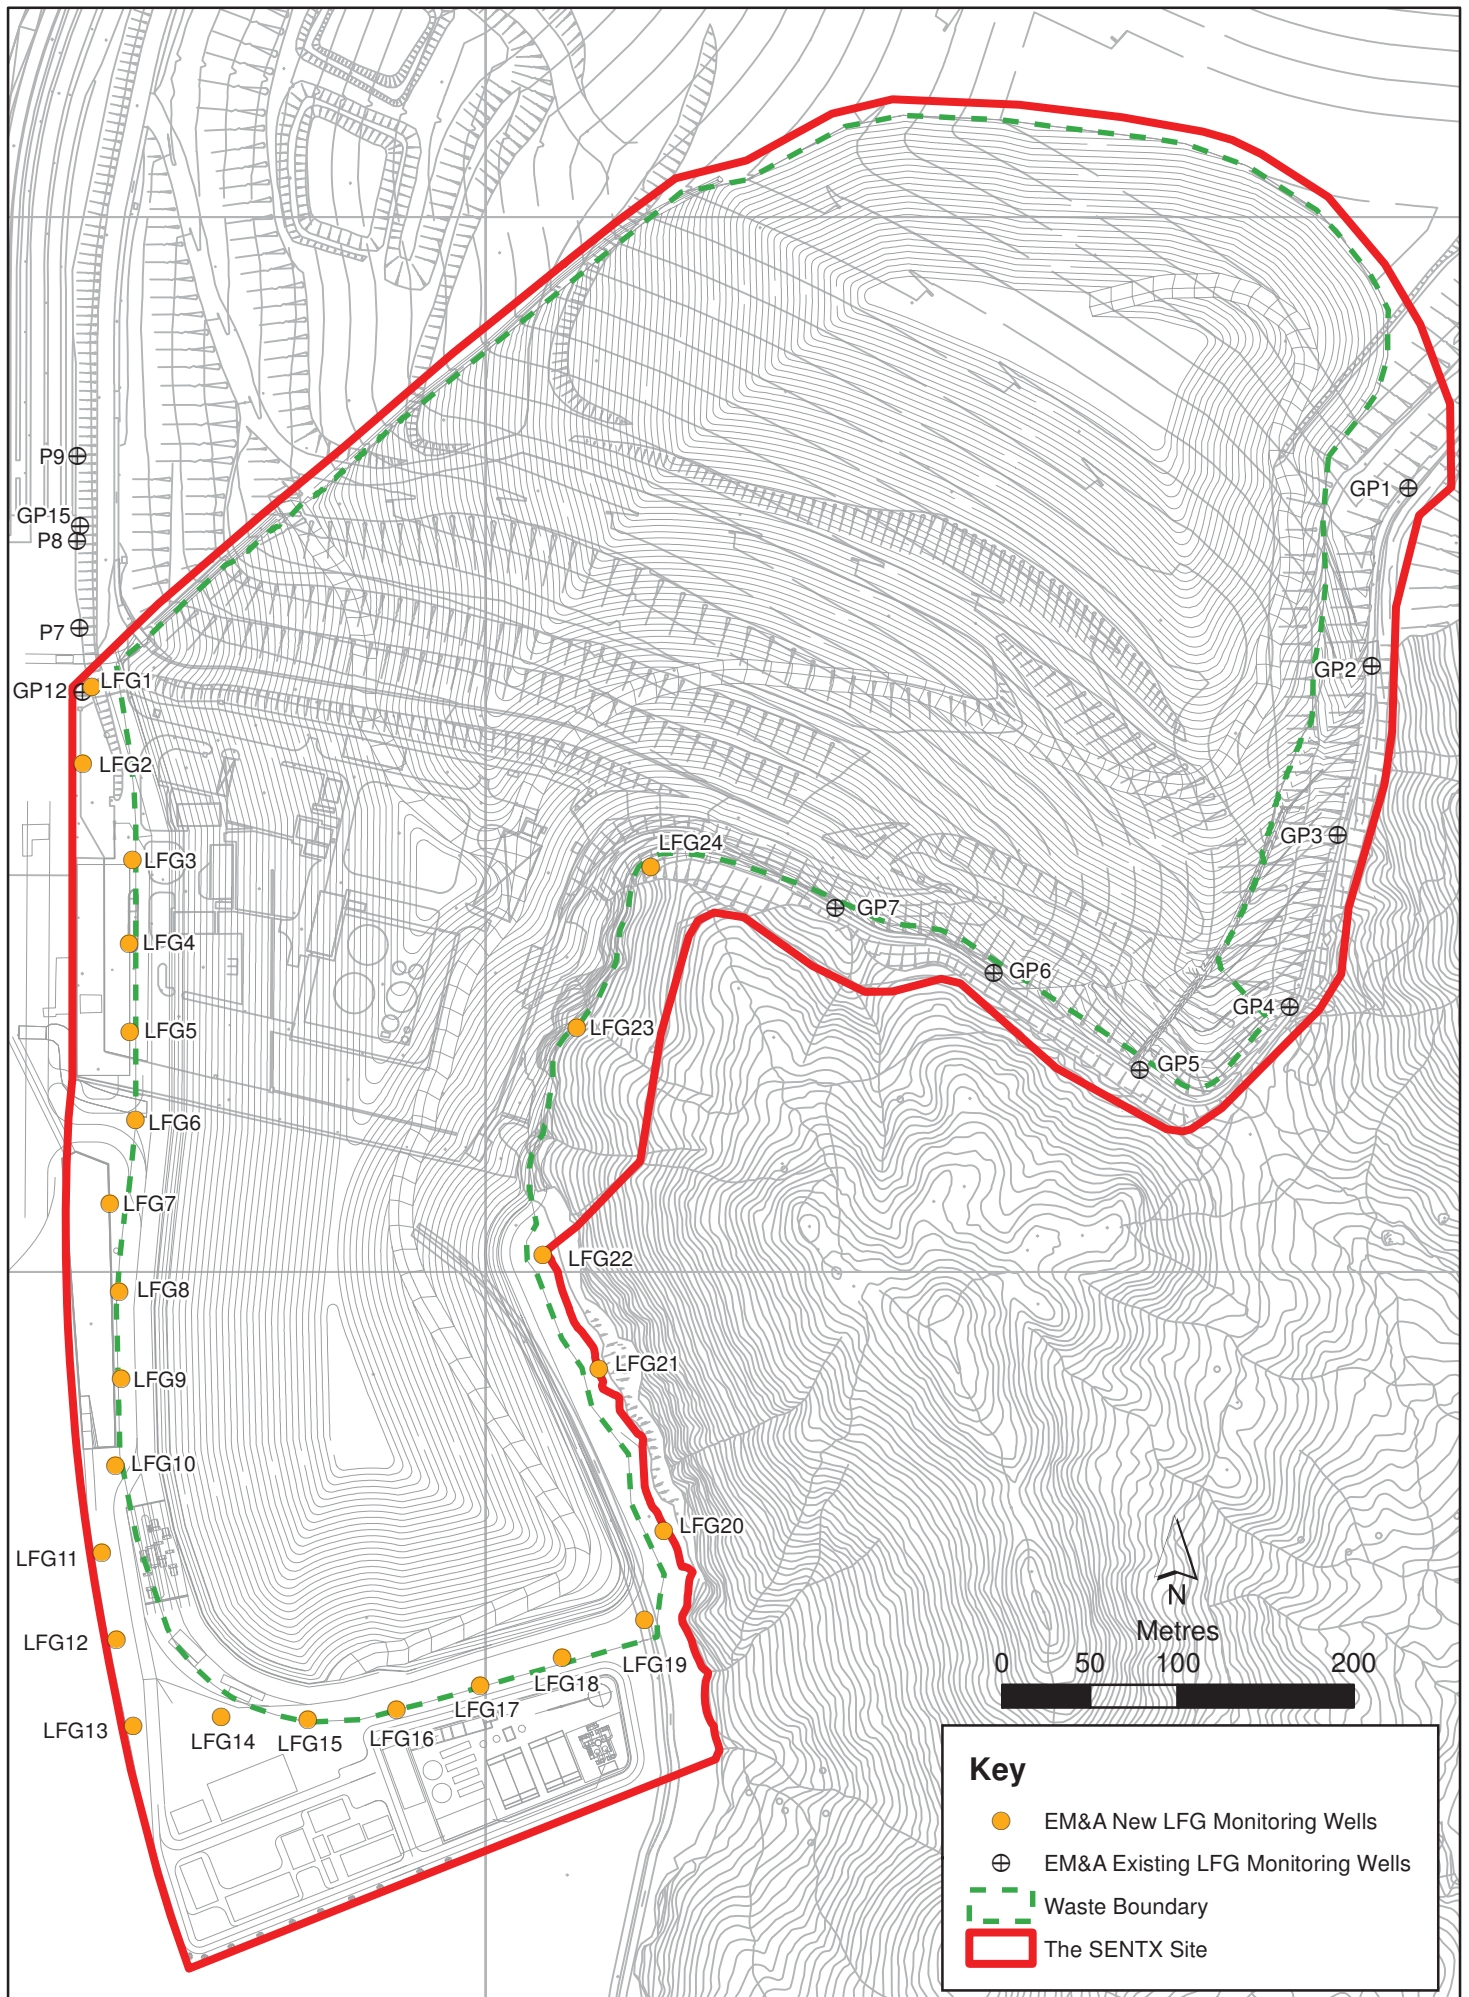 P9
GP15
P8
P7
GP1
GP2
GP12
LFG1
LFG2
GP3
LFG3
LFG24
GP7
LFG4
GP6
GP4
LFG5
LFG23
GP5
LFG6
LFG7
LFG22
LFG8
LFG21
LFG9
LFG10
LFG20
LFG11
LFG12
LFG19
LFG18
LFG17
LFG13
LFG14
LFG15
LFG16
N
Metres
0 50 100 200
Key
EM&A New LFG Monitoring Wells
EM&A Existing LFG Monitoring Wells
Waste Boundary
The SENTX Site